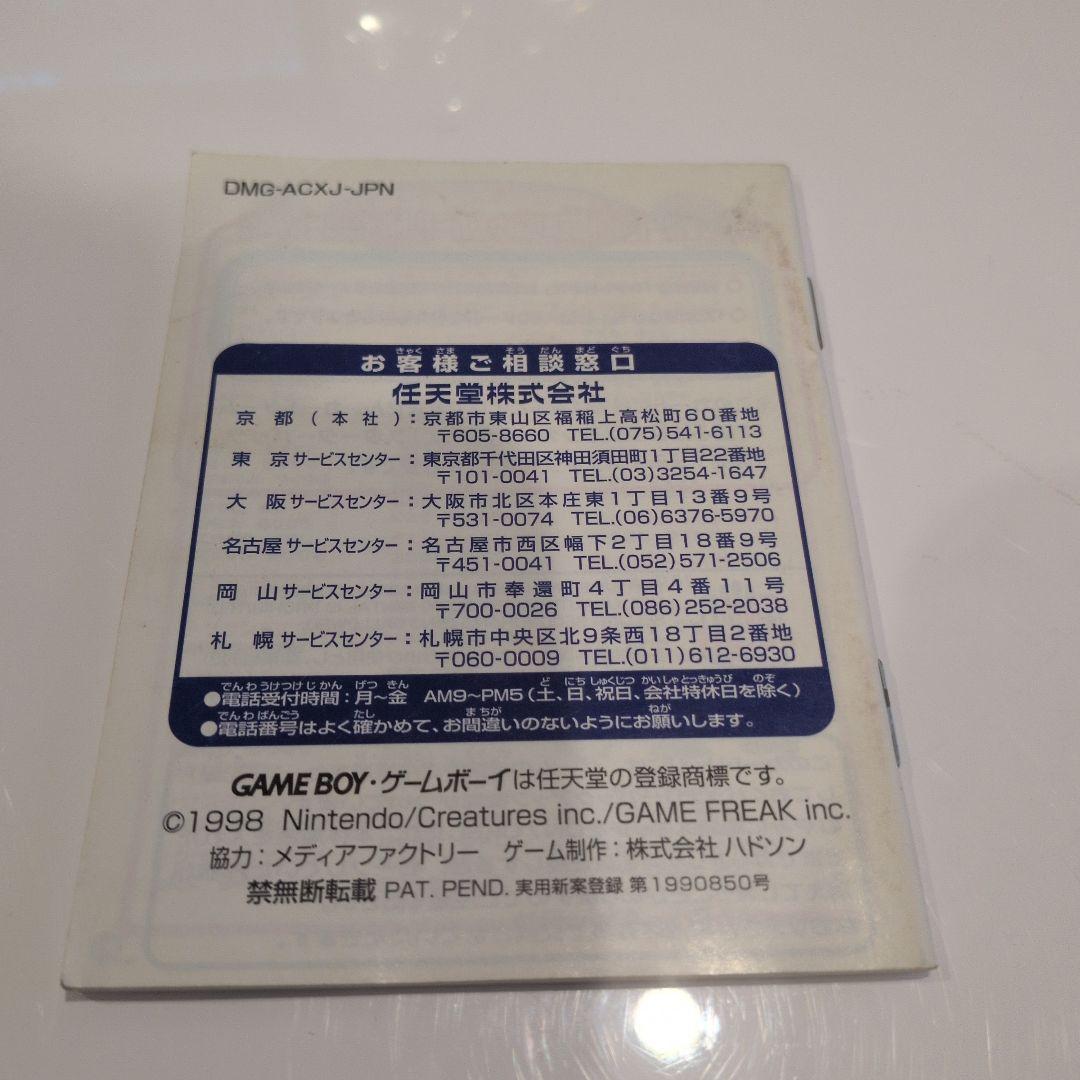 DMG-ACXJ-JPN
お客様ご相談窓口
任天堂株式会社
京都(本社):京都市東山区福稲上高松町60番地
〒605-8660 TEL.(075)541-6113
東京サービスセンター:東京都千代田区神田須田町1丁目22番地
〒101-0041 TEL.(03)3254-1647
大阪サービスセンター:大阪市北区本庄東1丁目13番9号
〒531-0074 TEL.(06)6376-5970
名古屋サービスセンター:名古屋市西区幅下2丁目18番9号
〒451-0041 TEL.(052)571-2506
岡山サービスセンター:岡山市奉還町4丁目4番11号
〒700-0026 TEL.(086)252-2038
札幌サービスセンター:札幌市中央区北9条西18丁目2番地
〒060-0009 TEL.(011)612-6930
●電話受付時間:月~金 AM9~PM5(土、日、祝日、会社特休日を除く)
●電話番号はよく確かめて、お間違いのないようにお願いします。
GAME BOY・ゲームボーイは任天堂の登録商標です。
©1998 Nintendo/Creatures inc./GAME FREAK inc.
協力:メディアファクトリー ゲーム制作:株式会社ハドソン
禁無断転載 PAT. PEND. 実用新案登録 第1990850号